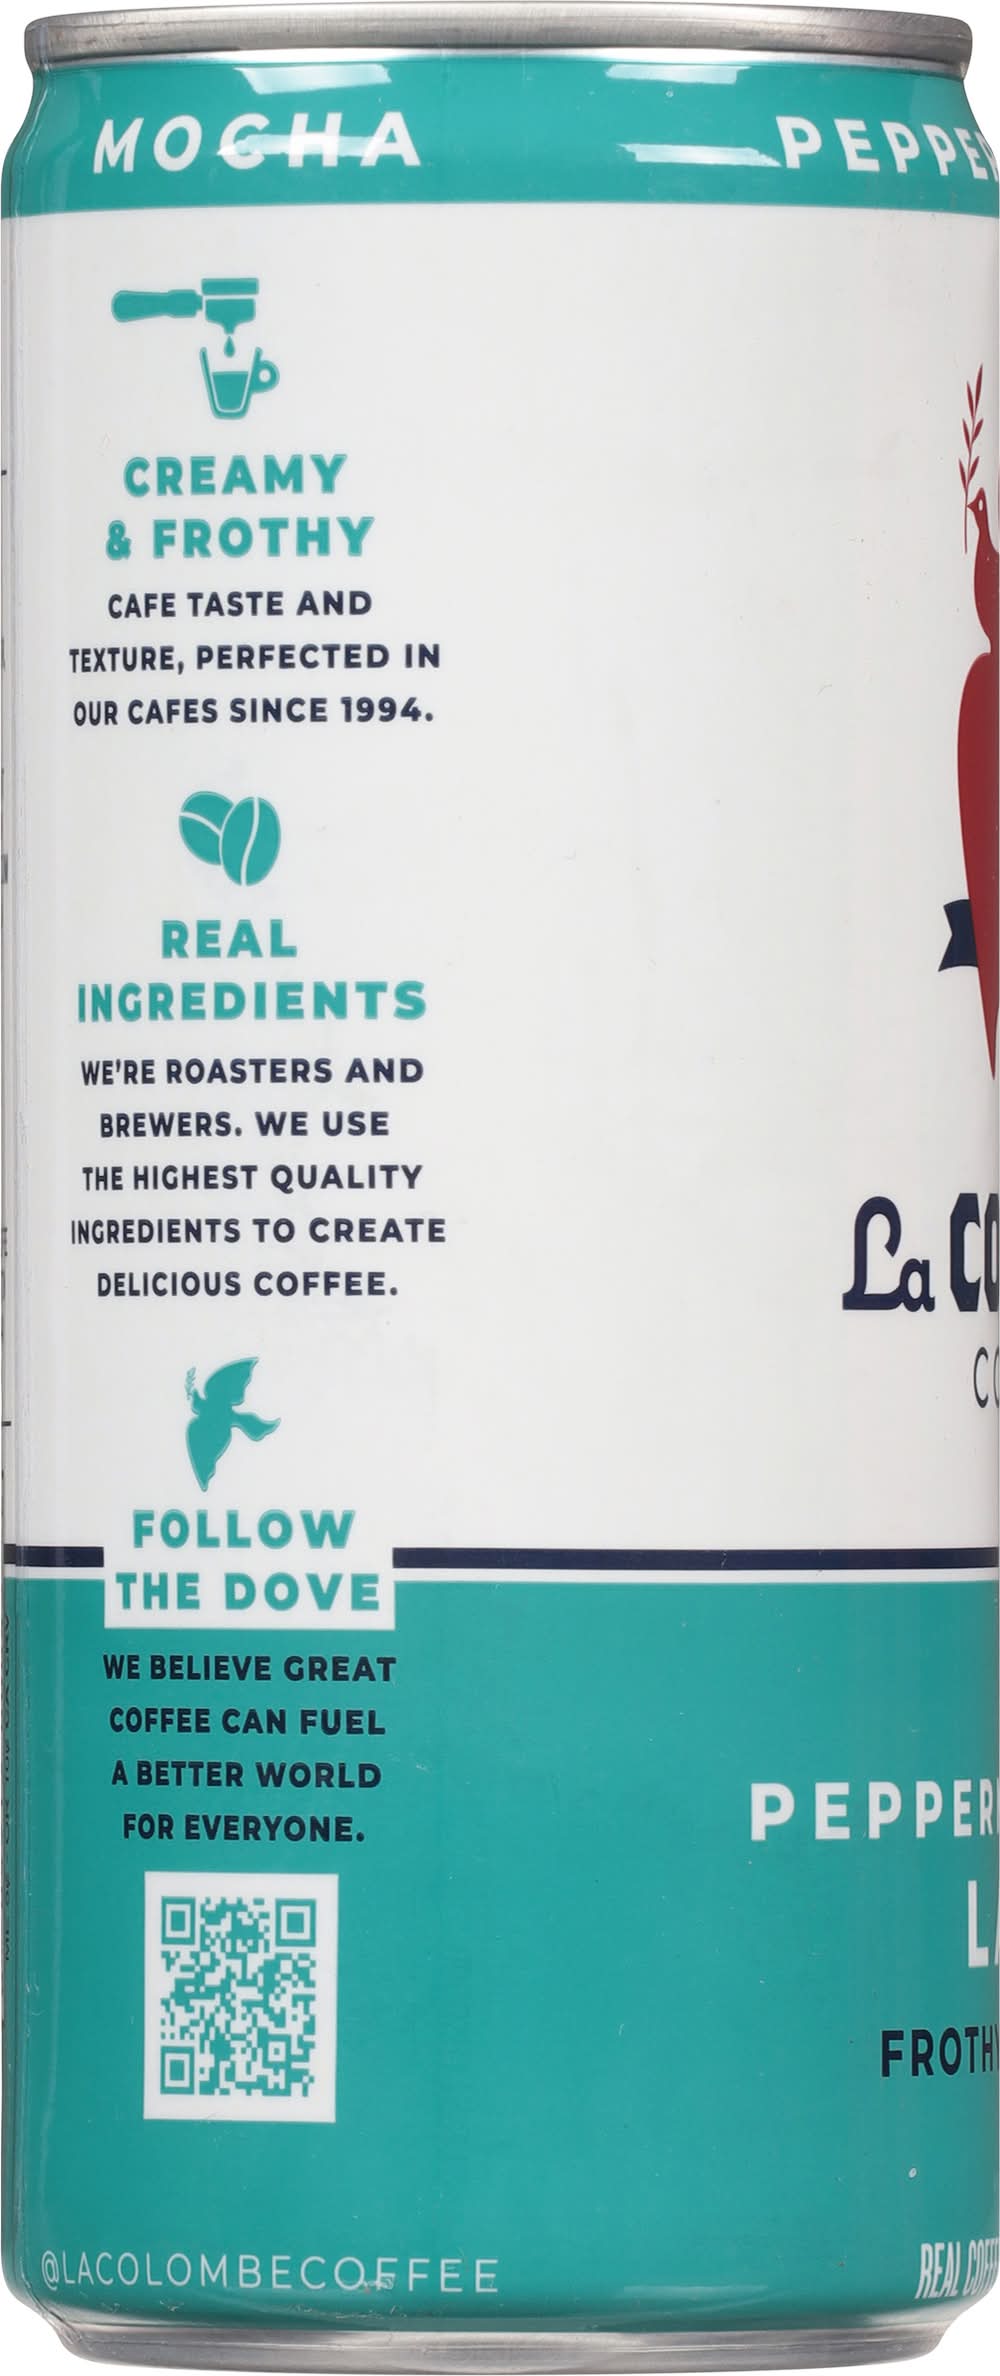 MOCHA
CREAMY
& FROTHY
CAFE TASTE AND
TEXTURE, PERFECTED IN
OUR CAFES SINCE 1994.
REAL
INGREDIENTS
WE'RE ROASTERS AND
BREWERS. WE USE
THE HIGHEST QUALITY
INGREDIENTS TO CREATE
DELICIOUS COFFEE.
FOLLOW
THE DOVE
WE BELIEVE GREAT
COFFEE CAN FUEL
A BETTER WORLD
FOR EVERYONE.
@LACOLOMBECOFFEE
La
REAL